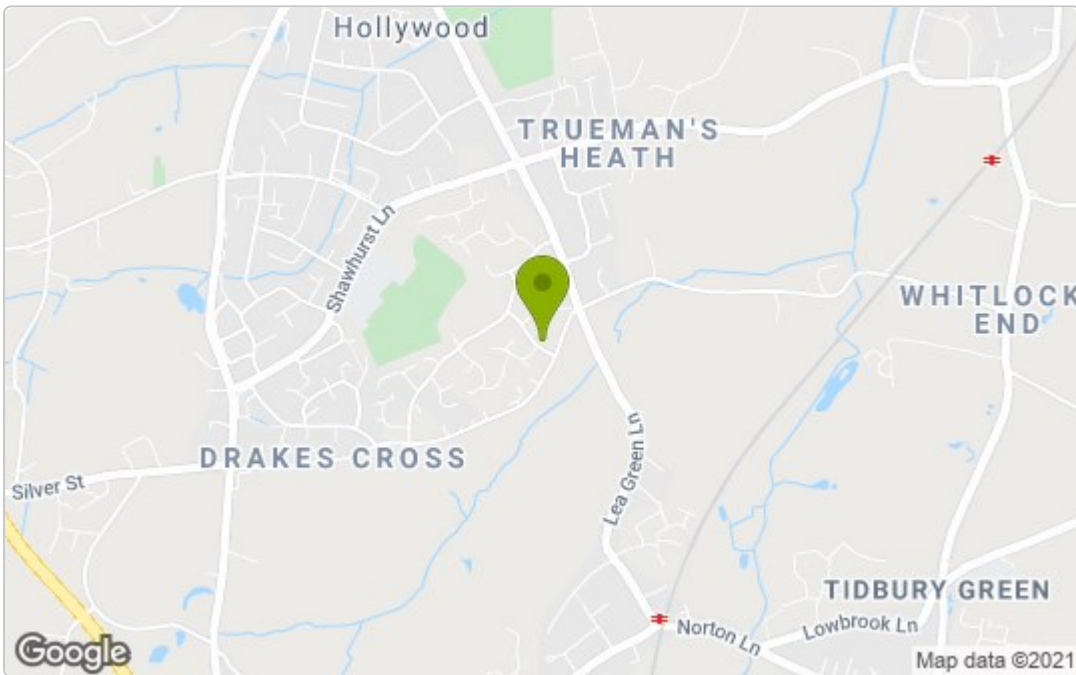 Hollywood
TRUEMAN'S
HEATH
Shawhurst Ln
WHITLOCK
END
DRAKES CROSS
Lea Green Ln
Silver St
TIDBURY GREEN
Norton Ln
Lowbrook Ln
Google
Map data ©2021